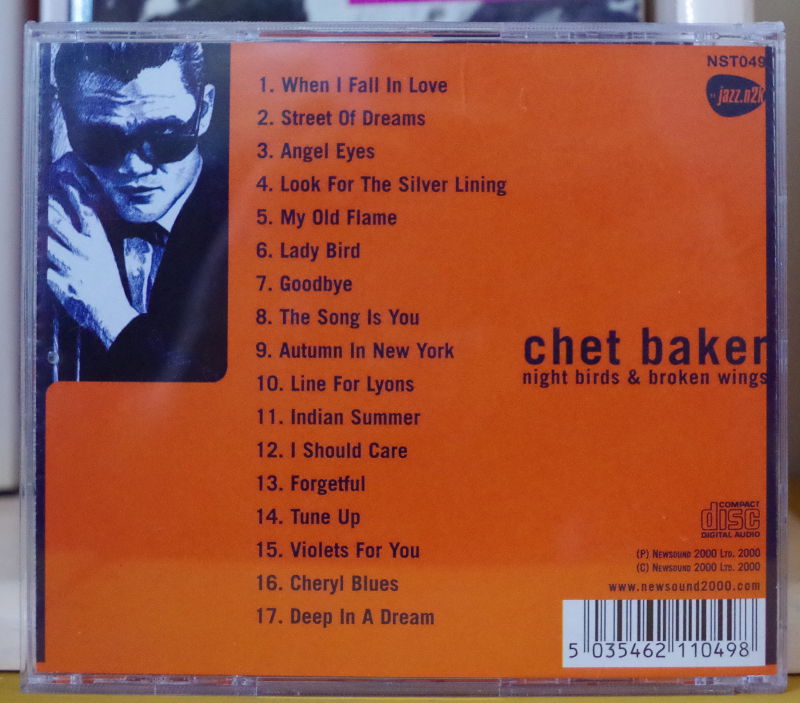 NST049
jazz.n2k
1. When I Fall In Love
2. Street Of Dreams
3. Angel Eyes
4. Look For The Silver Lining
5. My Old Flame
6. Lady Bird
7. Goodbye
8. The Song Is You
9. Autumn In New York
10. Line For Lyons
11. Indian Summer
12. I Should Care
13. Forgetful
14. Tune Up
15. Violets For You
16. Cheryl Blues
17. Deep In A Dream
chet baker
night birds & broken wings
COMPACT
disc
DIGITAL AUDIO
(P) Newsound 2000 Ltd. 2000
(C) Newsound 2000 Ltd. 2000
www.newsound2000.com
5 035462 110498